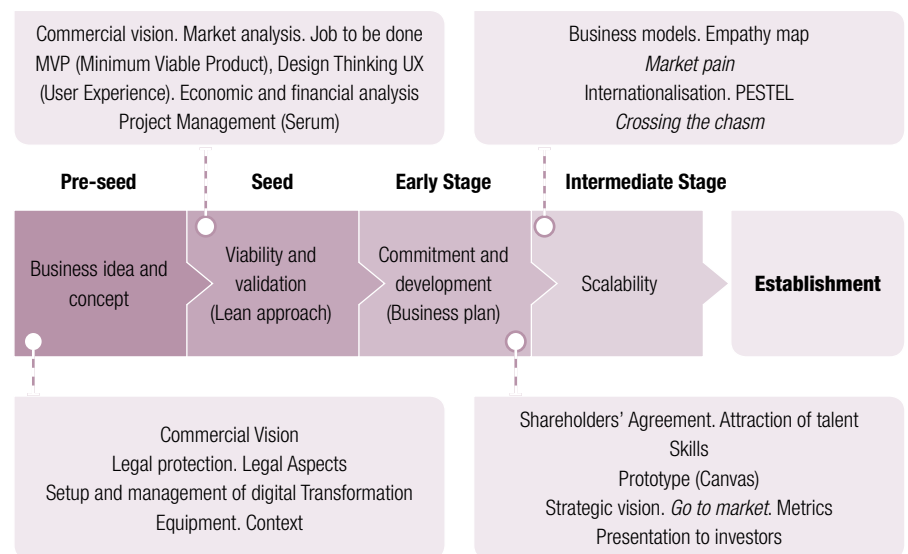 Commercial vision. Market analysis. Job to be done
MVP (Minimum Viable Product), Design Thinking UX
(User Experience). Economic and financial analysis
Project Management (Serum)
Business models. Empathy map
Market pain
Internationalisation. PESTEL
Crossing the chasm
Pre-seed
Seed
Early Stage
Intermediate Stage
Business idea and
concept
Viability and
validation
(Lean approach)
Commitment and
development
(Business plan)
Scalability
Establishment
Commercial Vision
Legal protection. Legal Aspects
Setup and management of digital Transformation
Equipment. Context
Shareholders’ Agreement. Attraction of talent
Skills
Prototype (Canvas)
Strategic vision. Go to market. Metrics
Presentation to investors